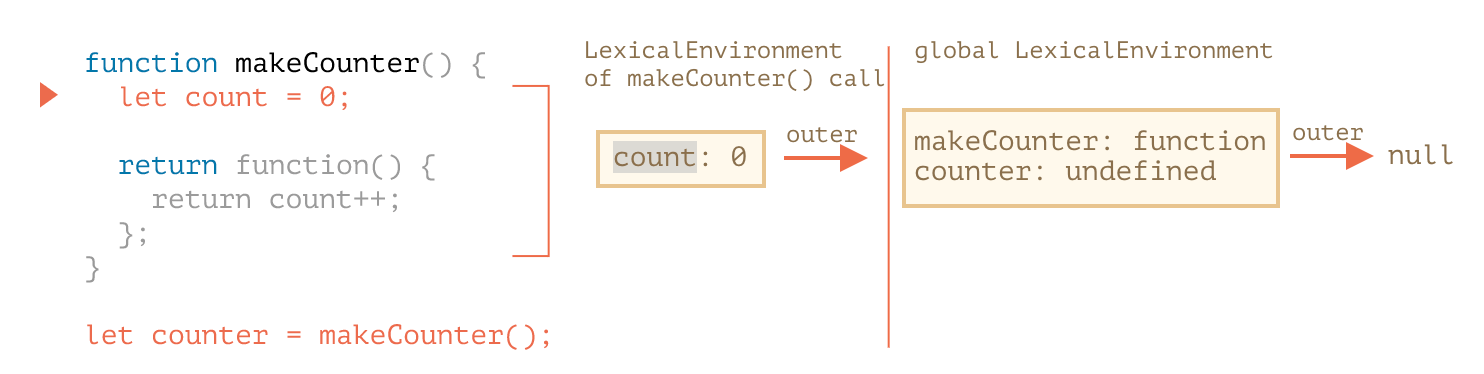 function makeCounter() {
let count = 0;
return function() {
return count++;
};
}
let counter = makeCounter();
LexicalEnvironment
of makeCounter() call
count: 0
outer
global LexicalEnvironment
makeCounter: function
counter: undefined
outer
null